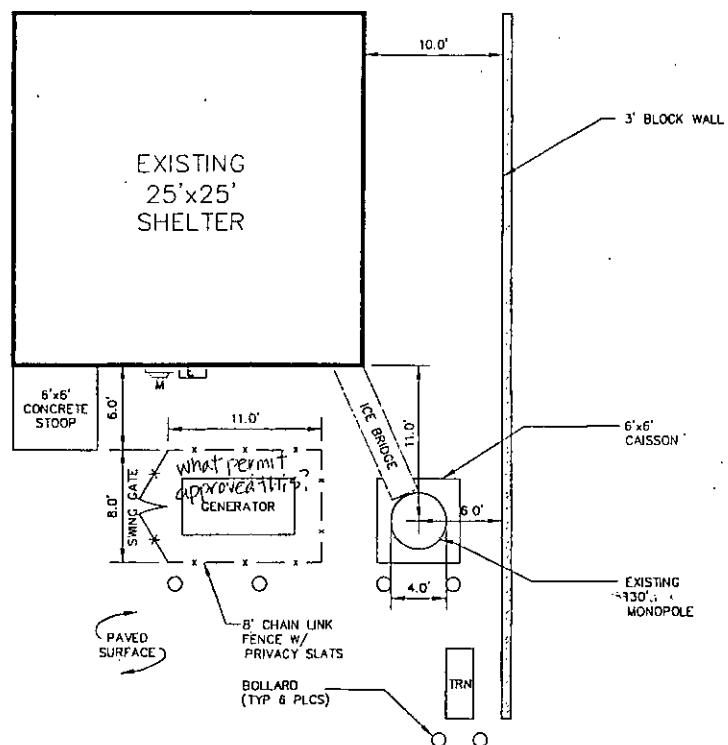 10.0'
3' BLOCK WALL
EXISTING
25'x25'
SHELTER
6'x6'
CONCRETE
STOOP
6.0'
M
E
11.0'
ICE BRIDGE
11.0'
6'x6'
CAISSON
what permit
approved this?
GENERATOR
8.0'
SWING GATE
6.0'
4.0'
EXISTING
MONOPOLE
PAVED
SURFACE
8' CHAIN LINK
FENCE W/
PRIVACY SLATS
TRN
BOLLARD
(TYP 6 PLCS)